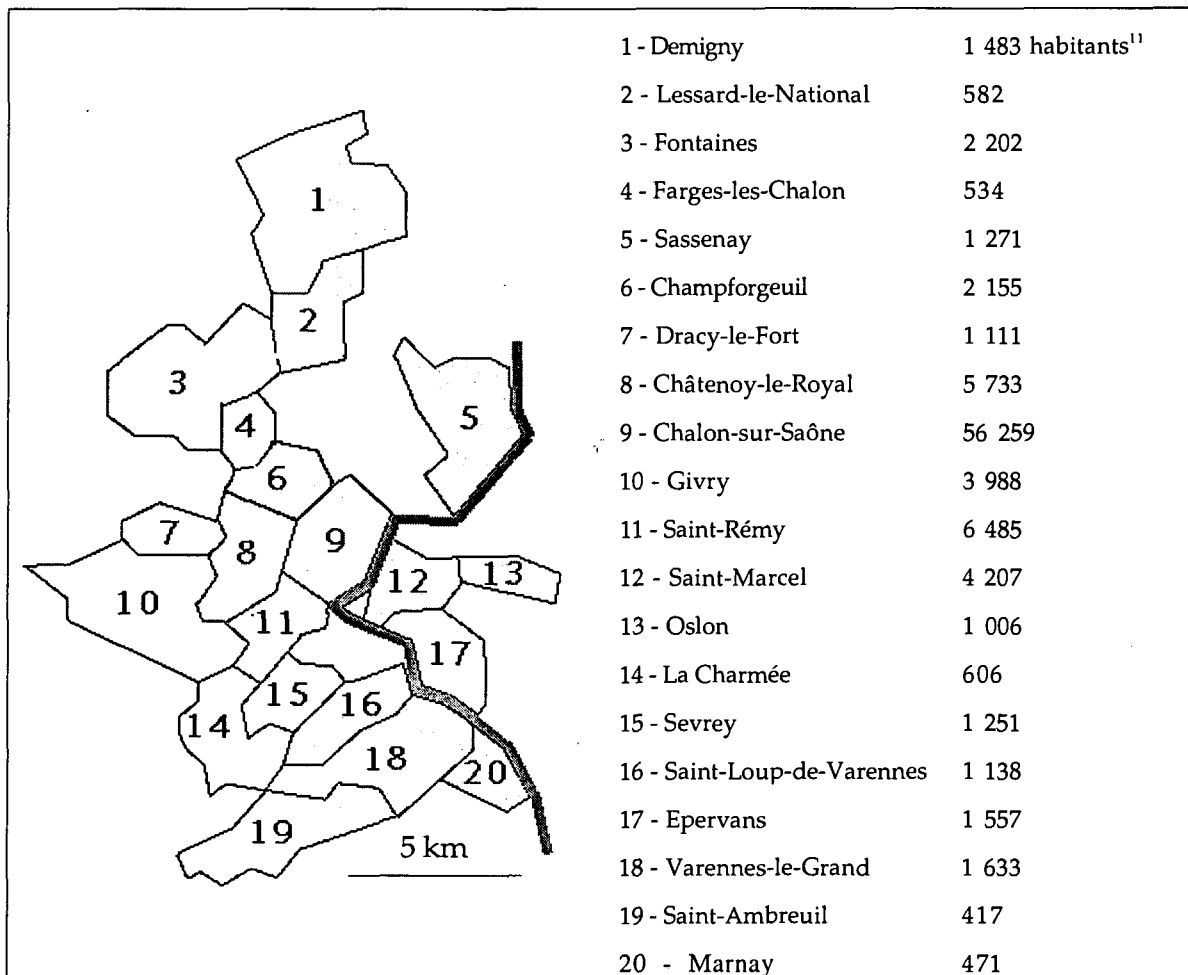 1 - Demigny 1 483 habitants¹¹
2 - Lessard-le-National 582
3 - Fontaines 2 202
4 - Farges-les-Chalon 534
5 - Sassenay 1 271
6 - Champforgeuil 2 155
7 - Dracy-le-Fort 1 111
8 - Châtenoy-le-Royal 5 733
9 - Chalon-sur-Saône 56 259
10 - Givry 3 988
11 - Saint-Rémy 6 485
12 - Saint-Marcel 4 207
13 - Oslon 1 006
14 - La Charmée 606
15 - Sevrey 1 251
16 - Saint-Loup-de-Varennes 1 138
17 - Epervans 1 557
18 - Varennes-le-Grand 1 633
19 - Saint-Ambreuil 417
20 - Marnay 471
1
2
3
4
5
6
7
8
9
10
11
12
13
14
15
16
17
18
19
20
5 km